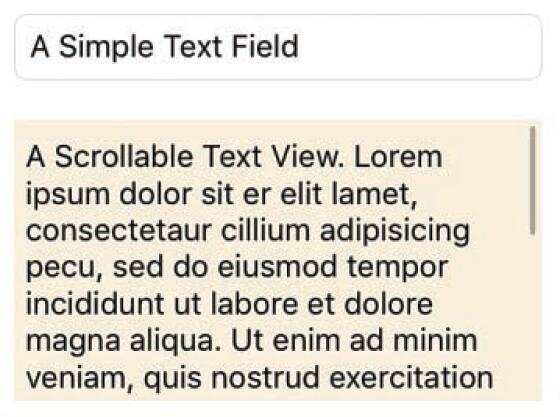 A Simple Text Field
A Scrollable Text View. Lorem
ipsum dolor sit er elit lamet,
consectetaur cillium adipisicing
pecu, sed do eiusmod tempor
incididunt ut labore et dolore
magna aliqua. Ut enim ad minim
veniam, quis nostrud exercitation